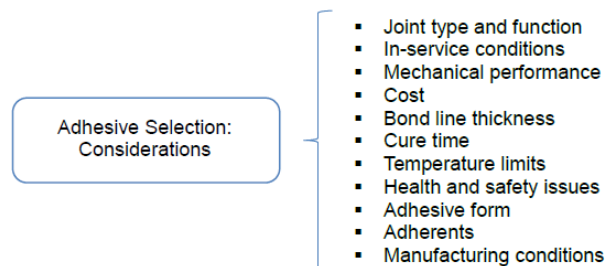 Adhesive Selection:
Considerations
▪ Joint type and function
▪ In-service conditions
▪ Mechanical performance
▪ Cost
▪ Bond line thickness
▪ Cure time
▪ Temperature limits
▪ Health and safety issues
▪ Adhesive form
▪ Adherents
▪ Manufacturing conditions